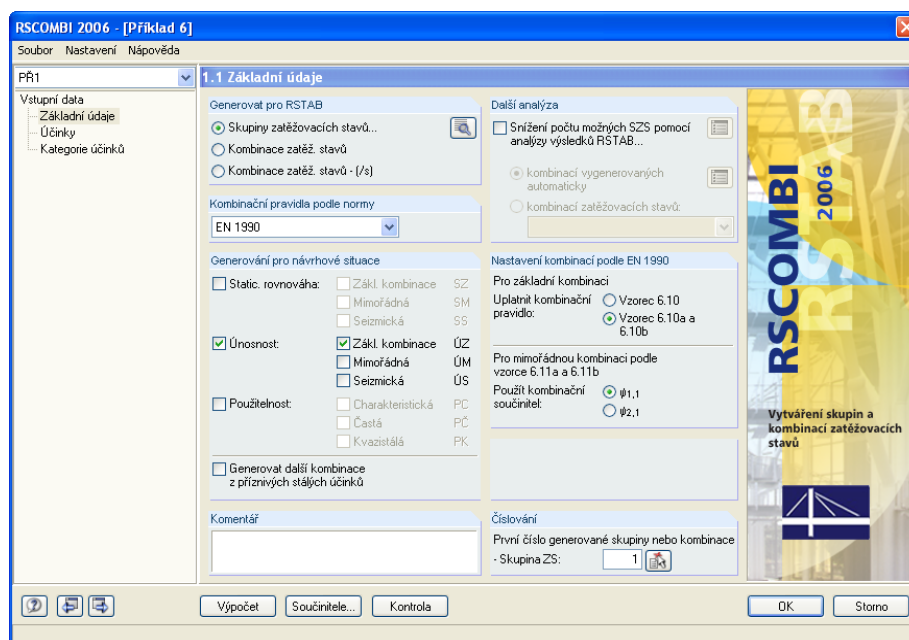 RSCOMBI 2006 - [Příklad 6]
Soubor Nastavení Nápověda
PŘ1
Vstupní data
Základní údaje
Účinky
Kategorie účinků
1.1 Základní údaje
Generovat pro RSTAB
Skupiny zatěžovacích stavů...
Kombinace zatěž. stavů
Kombinace zatěž. stavů - (/s)
Kombinační pravidla podle normy
EN 1990
Generování pro návrhové situace
Static. rovnováha:
Zákl. kombinace SZ
Mimořádná SM
Seizmická SS
Únosnost:
Zákl. kombinace ÚZ
Mimořádná ÚM
Seizmická ÚS
Použitelnost:
Charakteristická PC
Častá PČ
Kvazistálá PK
Generovat další kombinace
z příznivých stálých účinků
Komentář
Další analýza
Snížení počtu možných SZS pomocí
analýzy výsledků RSTAB...
kombinací vygenerovaných
automaticky
kombinací zatěžovacích stavů:
Nastavení kombinací podle EN 1990
Pro základní kombinaci
Uplatnit kombinační
pravidlo:
Vzorec 6.10
Vzorec 6.10a a
6.10b
Pro mimořádnou kombinaci podle
vzorce 6.11a a 6.11b
Použít kombinační
součinitel:
ψ1,1
ψ2,1
Číslování
První číslo generované skupiny nebo kombinace
- Skupina ZS: 1
RSTAB
RSCOMBI
2006
Vytváření skupin a
kombinací zatěžovacích
stavů
Výpočet
Součinitele...
Kontrola
OK
Storno